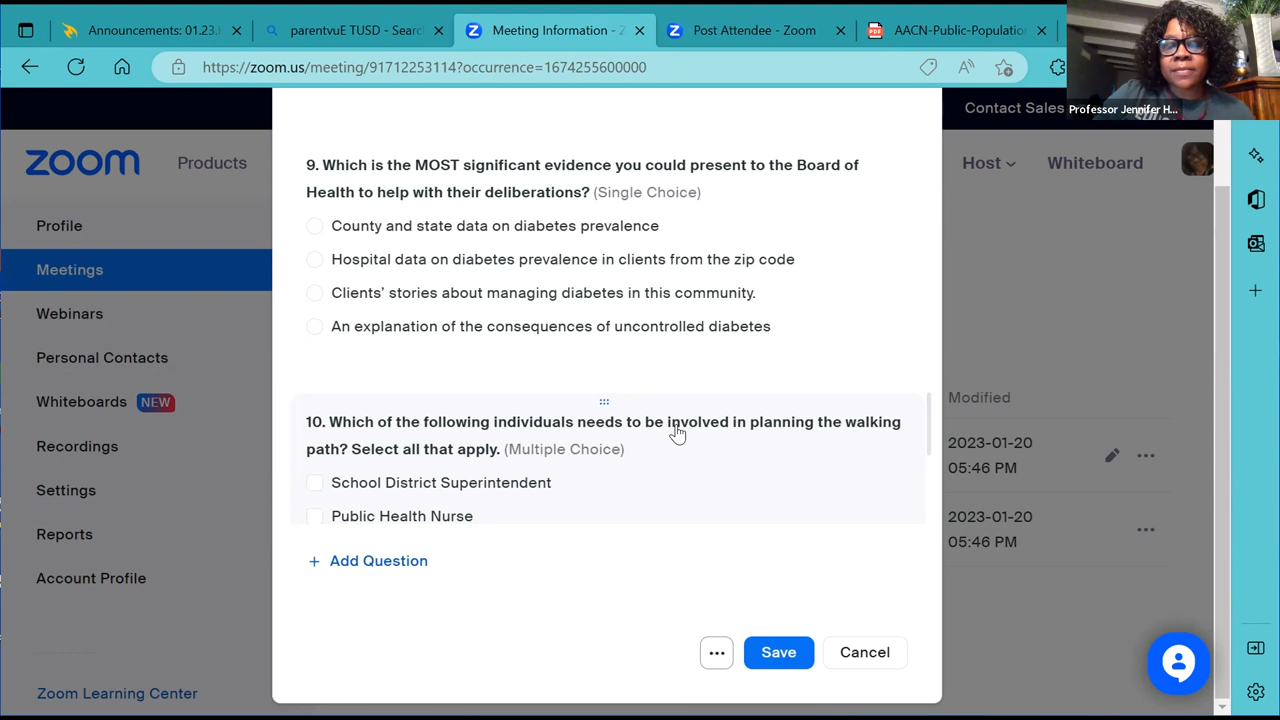 Announcements: 01.23.
parentvuE TUSD - Sear
Meeting Information - Z
Post Attendee - Zoom
AACN-Public-Populatio
https://zoom.us/meeting/91712253114?occurrence=1674255600000
Professor Jennifer H...
Contact Sales
zoom
Products
Host
Whiteboard
Profile
Meetings
Webinars
Personal Contacts
Whiteboards NEW
Recordings
Settings
Reports
Account Profile
Zoom Learning Center
9. Which is the MOST significant evidence you could present to the Board of
Health to help with their deliberations? (Single Choice)
County and state data on diabetes prevalence
Hospital data on diabetes prevalence in clients from the zip code
Clients’ stories about managing diabetes in this community.
An explanation of the consequences of uncontrolled diabetes
10. Which of the following individuals needs to be involved in planning the walking
path? Select all that apply. (Multiple Choice)
School District Superintendent
Public Health Nurse
+ Add Question
Save
Cancel
Modified
2023-01-20
05:46 PM
2023-01-20
05:46 PM